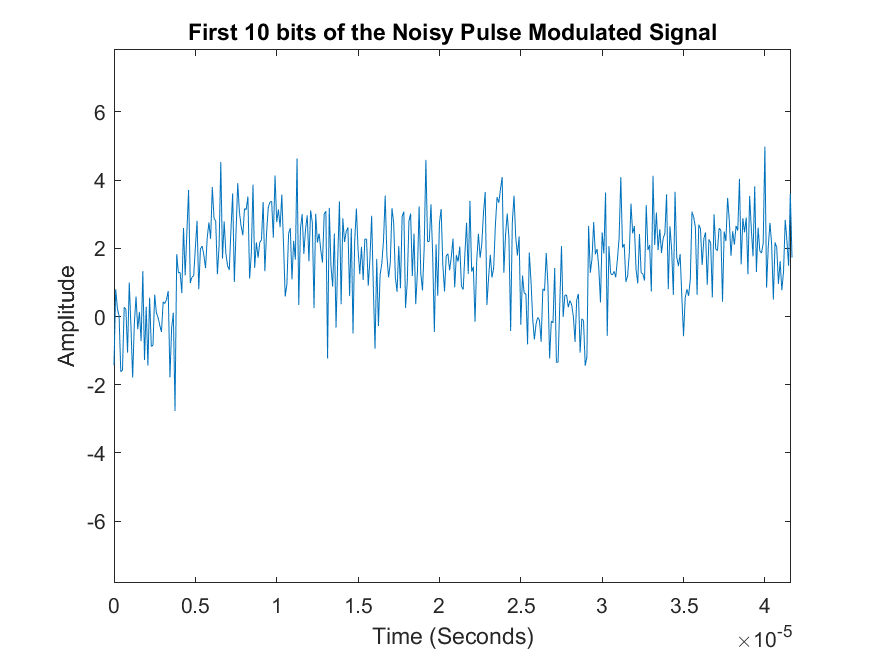 First 10 bits of the Noisy Pulse Modulated Signal
6
4
2
0
-2
-4
-6
Amplitude
0 0.5 1 1.5 2 2.5 3 3.5 4
Time (Seconds)
×10-5